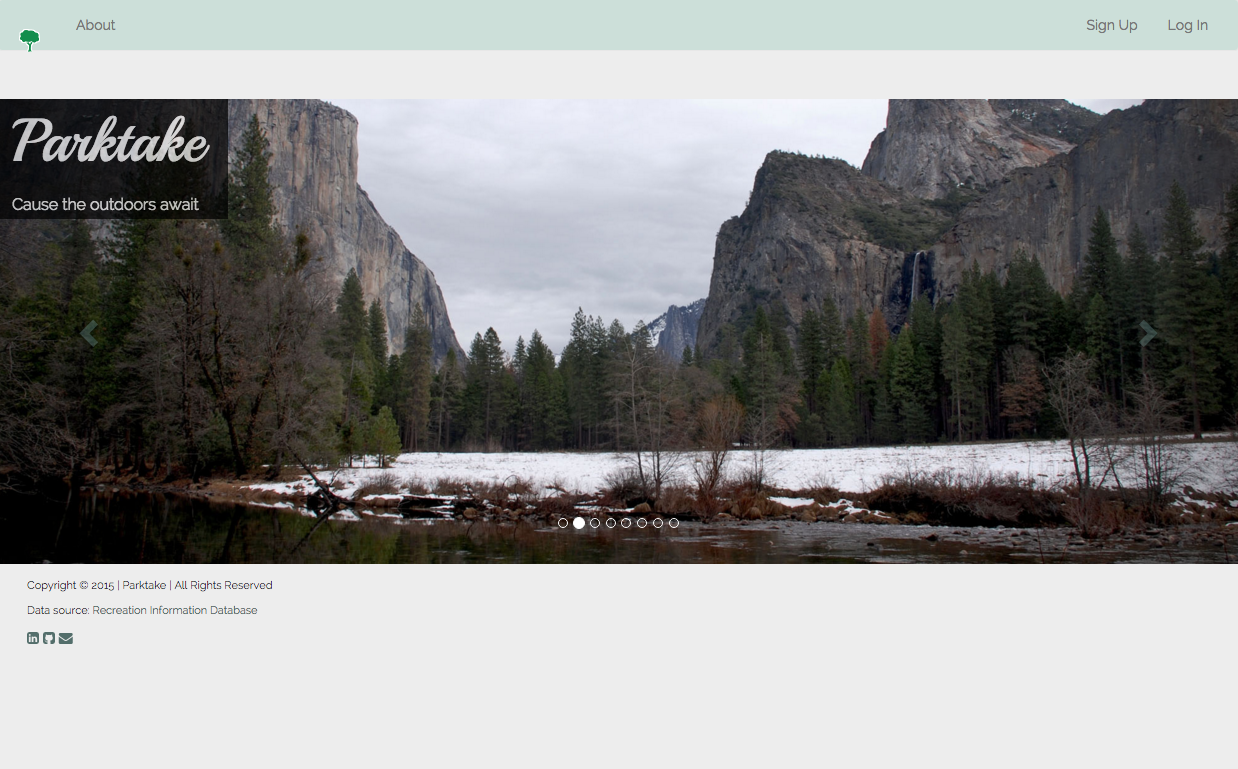 About
Sign Up
Log In
Parktake
Cause the outdoors await
Copyright © 2015 | Parktake | All Rights Reserved
Data source: Recreation Information Database